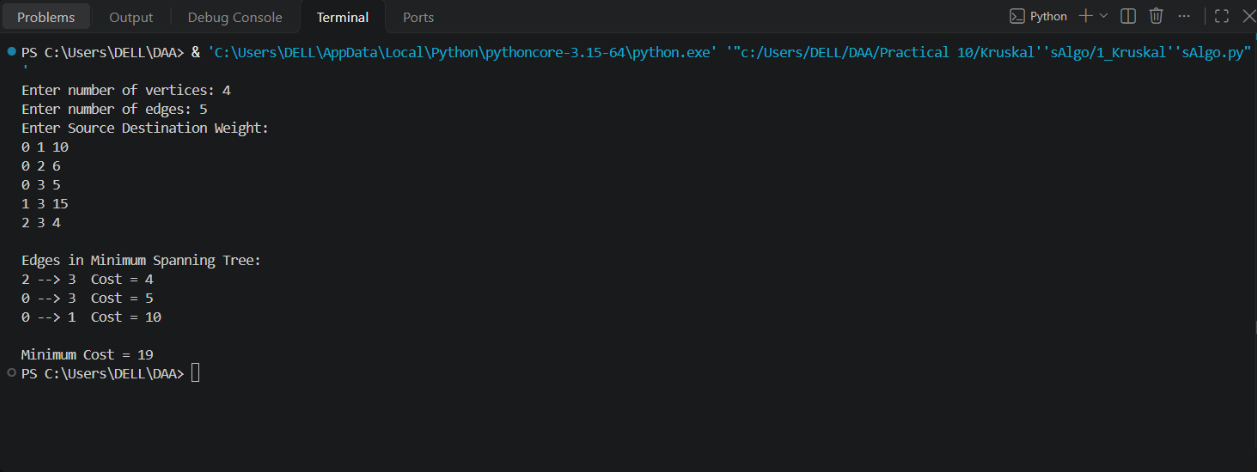 Problems Output Debug Console Terminal Ports Python
PS C:\Users\DELL\DAA> & 'C:\Users\DELL\AppData\Local\Python\pythoncore-3.15-64\python.exe' '"c:/Users/DELL/DAA/Practical 10/Kruskal''sAlgo/1_Kruskal''sAlgo.py"
'
Enter number of vertices: 4
Enter number of edges: 5
Enter Source Destination Weight:
0 1 10
0 2 6
0 3 5
1 3 15
2 3 4
Edges in Minimum Spanning Tree:
2 --> 3  Cost = 4
0 --> 3  Cost = 5
0 --> 1  Cost = 10
Minimum Cost = 19
PS C:\Users\DELL\DAA>